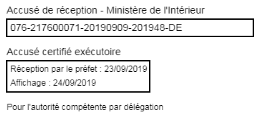 Accusé de réception - Ministère de l'Intérieur
076-217600071-20190909-201948-DE
Accusé certifié exécutoire
Réception par le préfet : 23/09/2019
Affichage : 24/09/2019
Pour l'autorité compétente par délégation